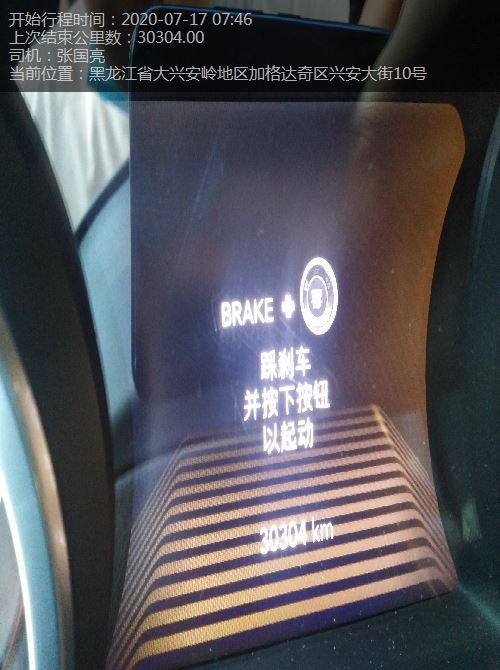 开始行程时间：2020-07-17 07:46
上次结束公里数：30304.00
司机：张国亮
当前位置：黑龙江省大兴安岭地区加格达奇区兴安大街10号
BRAKE +
踩刹车
并按下按钮
以起动
30304 km